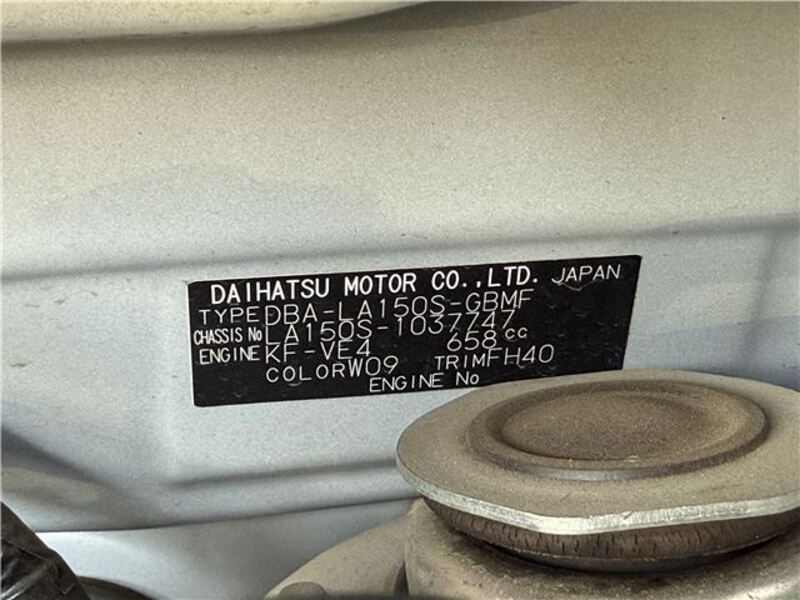 DAIHATSU MOTOR CO.,LTD. JAPAN
TYPE DBA-LA150S-GBMF
CHASSIS No LA150S-1037747
ENGINE KF-VE4 658 cc
COLOR W09 TRIM FH40
ENGINE No